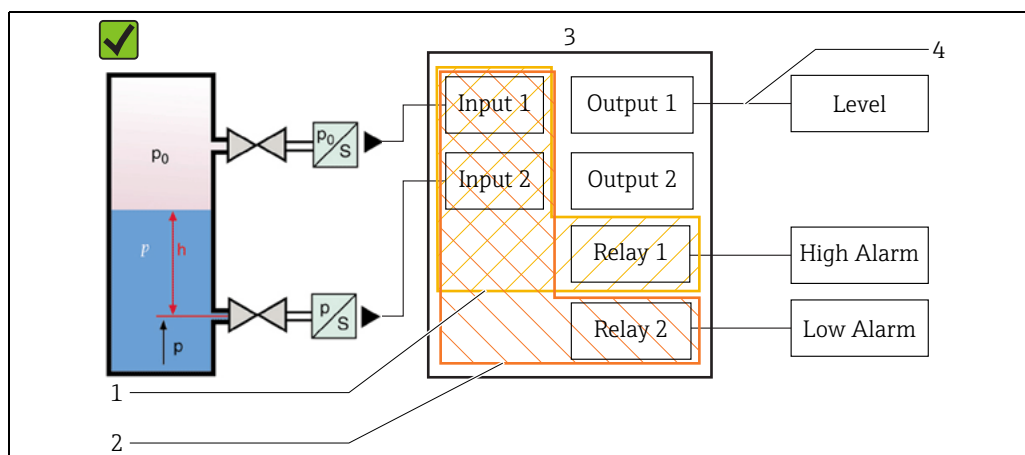 3
4
Input 1
Output 1
Level
p₀
p₀
S
Input 2
Output 2
p
h
Relay 1
High Alarm
p
S
Relay 2
Low Alarm
p
1
2